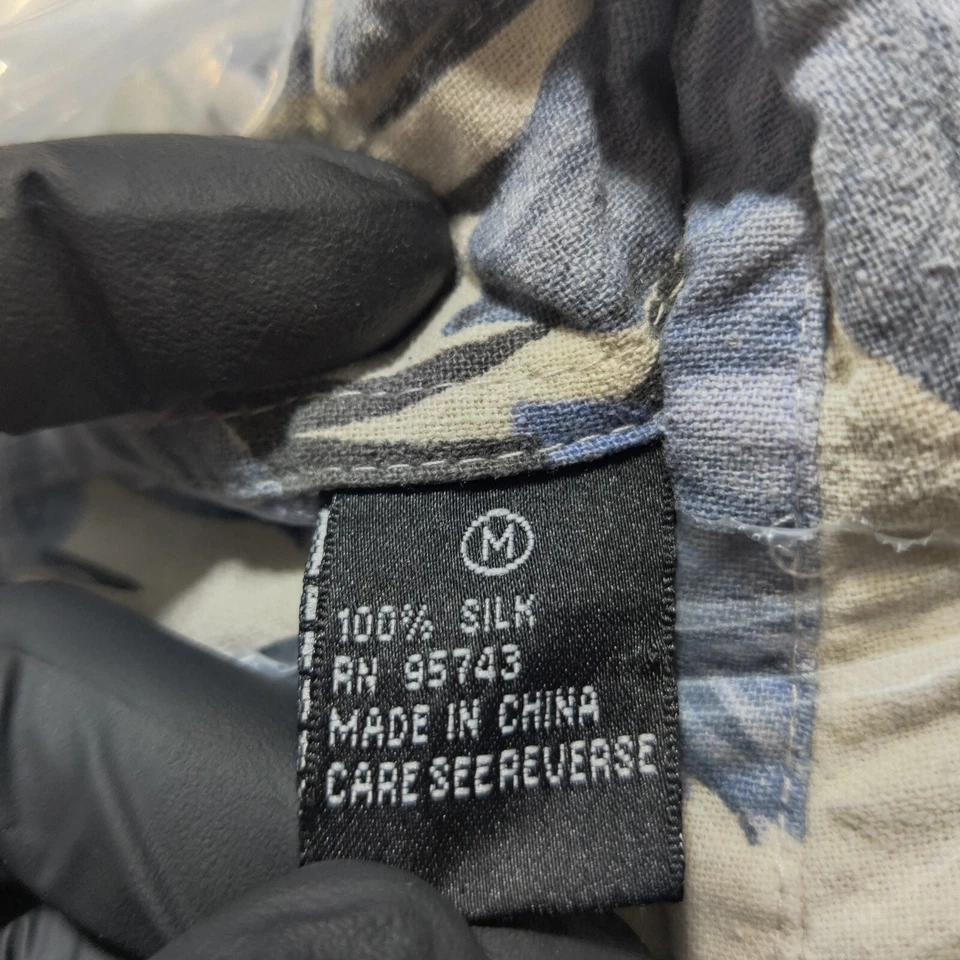 M
100% SILK
RN 95743
MADE IN CHINA
CARE SEE REVERSE